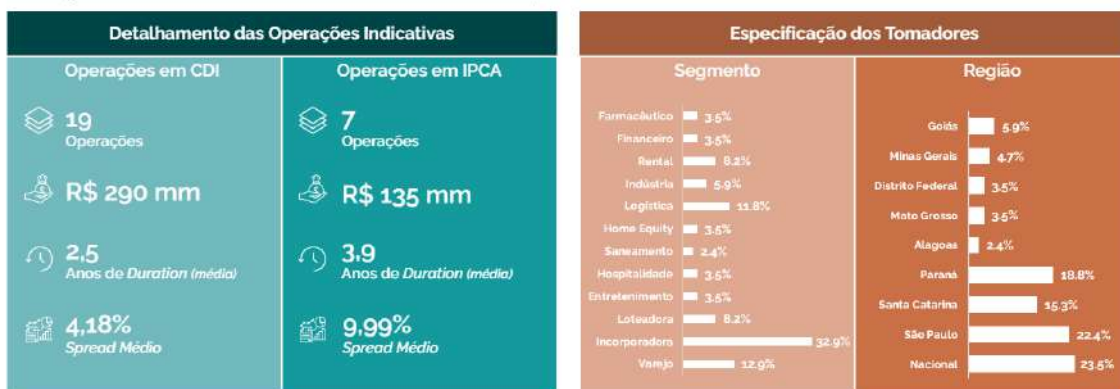 Detalhamento das Operações Indicativas
Operações em CDI
19
Operações
R$ 290 mm
2,5
Anos de Duration (média)
4,18%
Spread Médio
Operações em IPCA
7
Operações
R$ 135 mm
3,9
Anos de Duration (média)
9,99%
Spread Médio
Especificação dos Tomadores
Segmento
Farmacêutico 3.5%
Financeiro 3.5%
Rental 8.2%
Indústria 5.9%
Logística 11.8%
Home Equity 3.5%
Saneamento 2.4%
Hospitalidade 3.5%
Entretenimento 3.5%
Loteadora 8.2%
Incorporadora 32.9%
Varejo 12.9%
Região
Goiás 5.9%
Minas Gerais 4.7%
Distrito Federal 3.5%
Mato Grosso 3.5%
Alagoas 2.4%
Paraná 18.8%
Santa Catarina 15.3%
São Paulo 22.4%
Nacional 23.5%